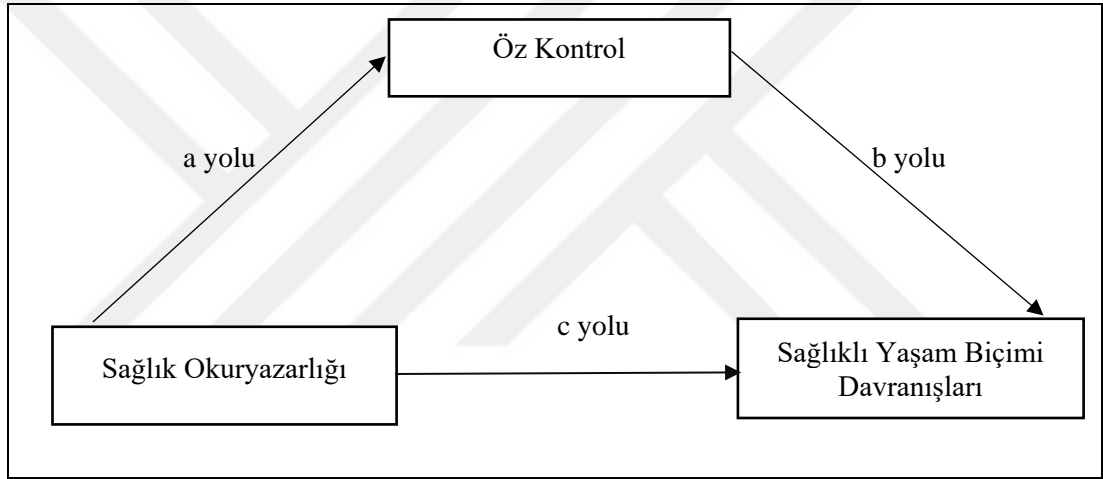 Öz Kontrol
a yolu
b yolu
c yolu
Sağlık Okuryazarlığı
Sağlıklı Yaşam Biçimi
Davranışları